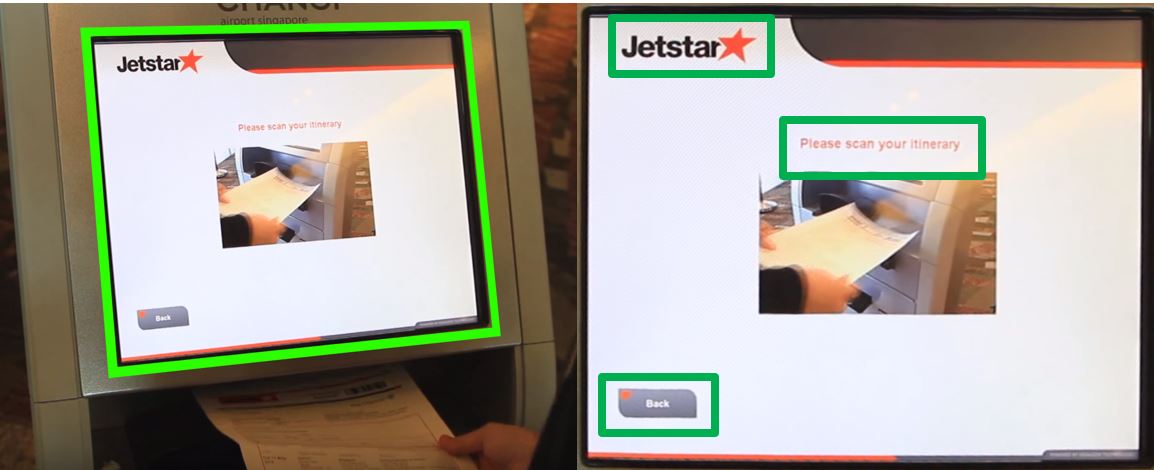 CHANGI
airport singapore
Jetstar
Please scan your itinerary
Back
Jetstar
Please scan your itinerary
Back